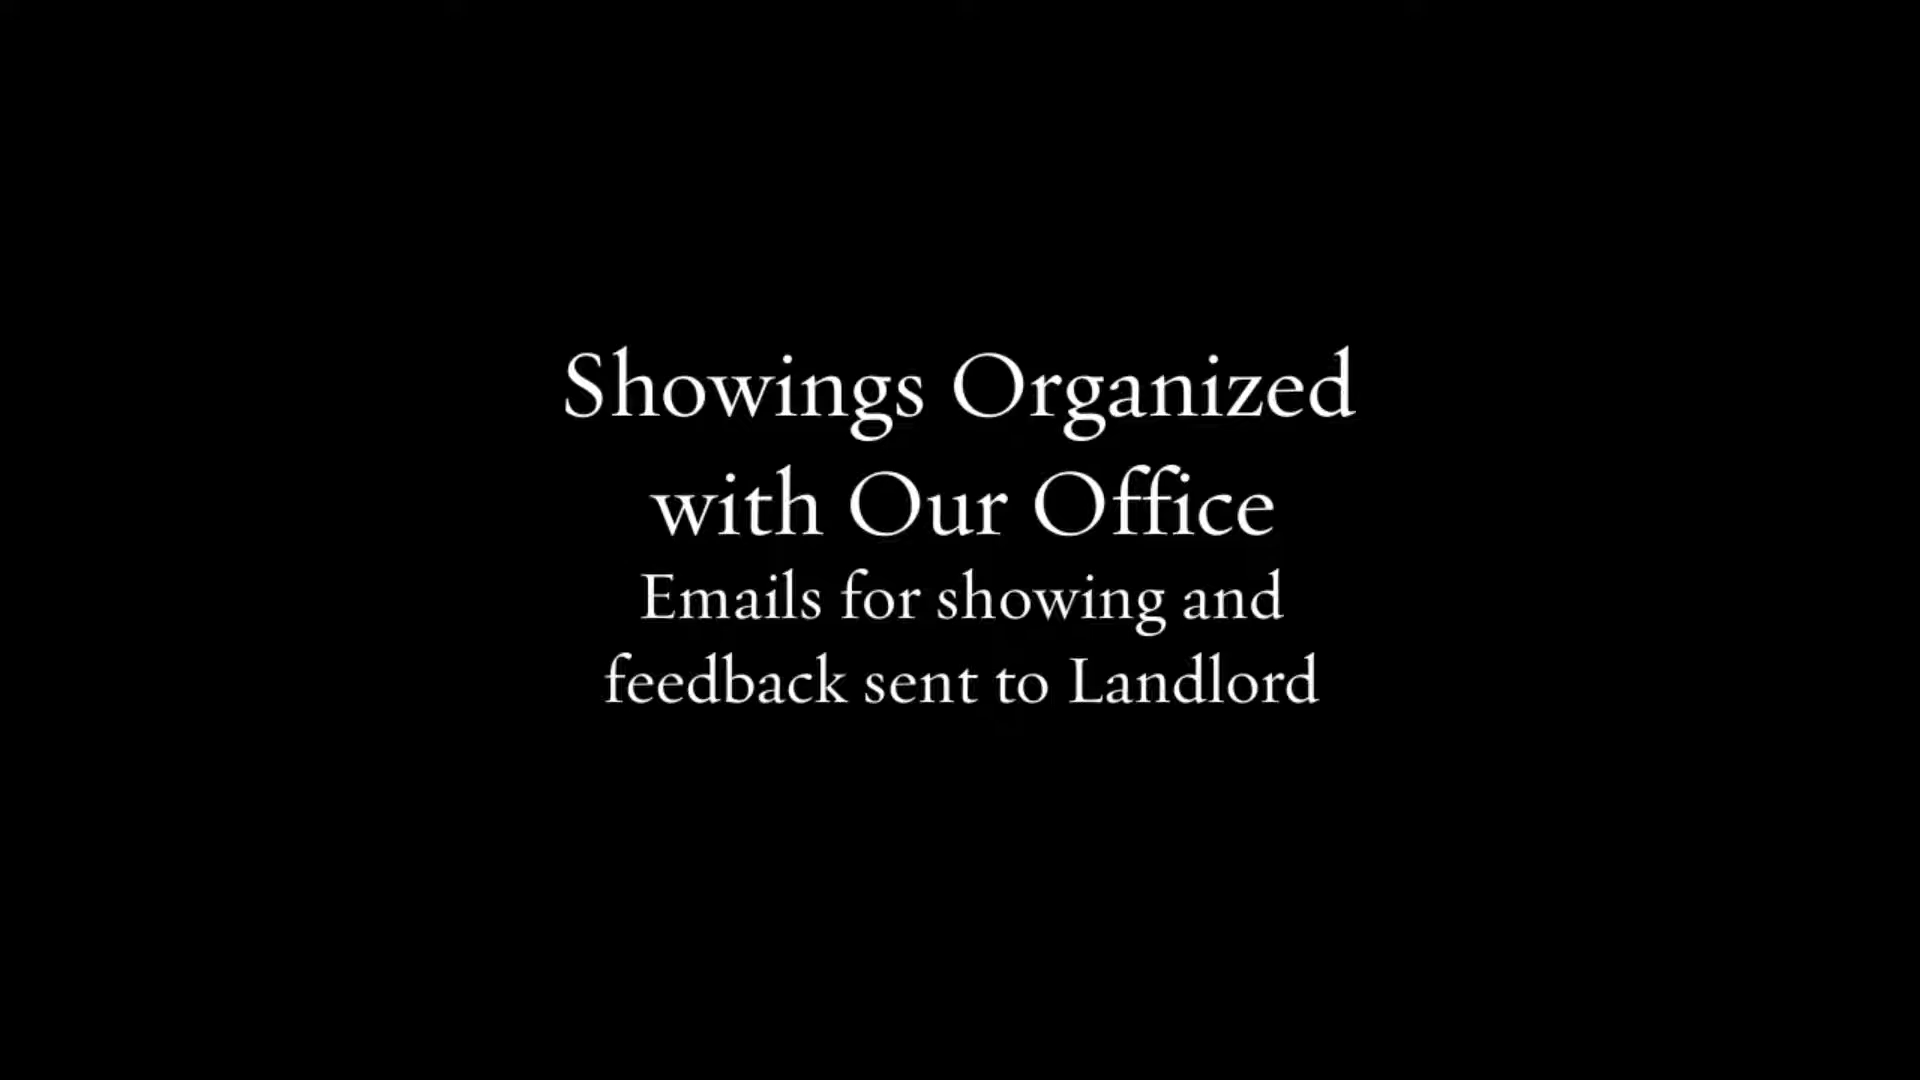 Showings Organized
with Our Office
Emails for showing and
feedback sent to Landlord